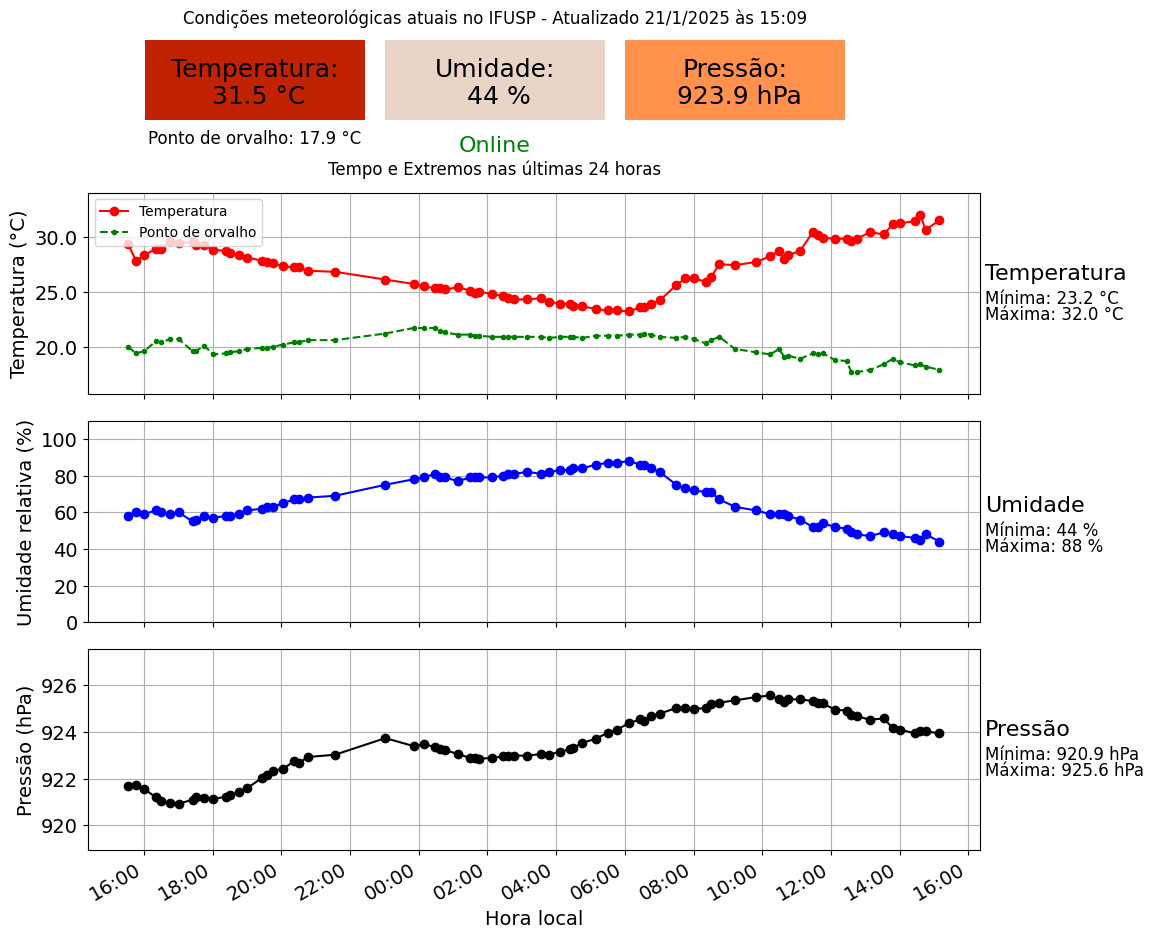 Condições meteorológicas atuais no IFUSP - Atualizado 21/1/2025 às 15:09
Temperatura:
31.5 °C
Umidade:
44 %
Pressão:
923.9 hPa
Ponto de orvalho: 17.9 °C
Online
Tempo e Extremos nas últimas 24 horas
Temperatura (°C)
30.0
25.0
20.0
Temperatura
Ponto de orvalho
Temperatura
Mínima: 23.2 °C
Máxima: 32.0 °C
Umidade relativa (%)
100
80
60
40
20
0
Umidade
Mínima: 44 %
Máxima: 88 %
Pressão (hPa)
926
924
922
920
Pressão
Mínima: 920.9 hPa
Máxima: 925.6 hPa
16:00 18:00 20:00 22:00 00:00 02:00 04:00 06:00 08:00 10:00 12:00 14:00 16:00
Hora local